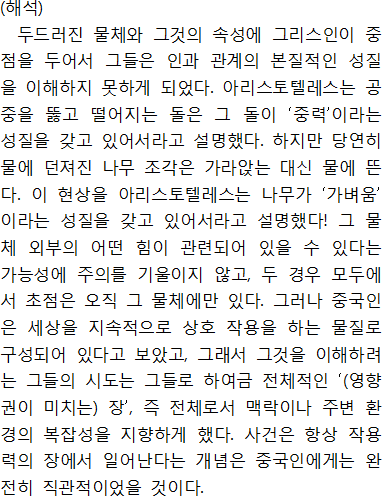 (해석)
두드러진 물체와 그것의 속성에 그리스인이 중
점을 두어서 그들은 인과 관계의 본질적인 성질
을 이해하지 못하게 되었다. 아리스토텔레스는 공
중을 뚫고 떨어지는 돌은 그 돌이 ‘중력’이라는
성질을 갖고 있어서라고 설명했다. 하지만 당연히
물에 던져진 나무 조각은 가라앉는 대신 물에 뜬
다. 이 현상을 아리스토텔레스는 나무가 ‘가벼움’
이라는 성질을 갖고 있어서라고 설명했다! 그 물
체 외부의 어떤 힘이 관련되어 있을 수 있다는
가능성에 주의를 기울이지 않고, 두 경우 모두에
서 초점은 오직 그 물체에만 있다. 그러나 중국인
은 세상을 지속적으로 상호 작용을 하는 물질로
구성되어 있다고 보았고, 그래서 그것을 이해하려
는 그들의 시도는 그들로 하여금 전체적인 ‘(영향
권이 미치는) 장’, 즉 전체로서 맥락이나 주변 환
경의 복잡성을 지향하게 했다. 사건은 항상 작용
력의 장에서 일어난다는 개념은 중국인에게는 완
전히 직관적이었을 것이다.